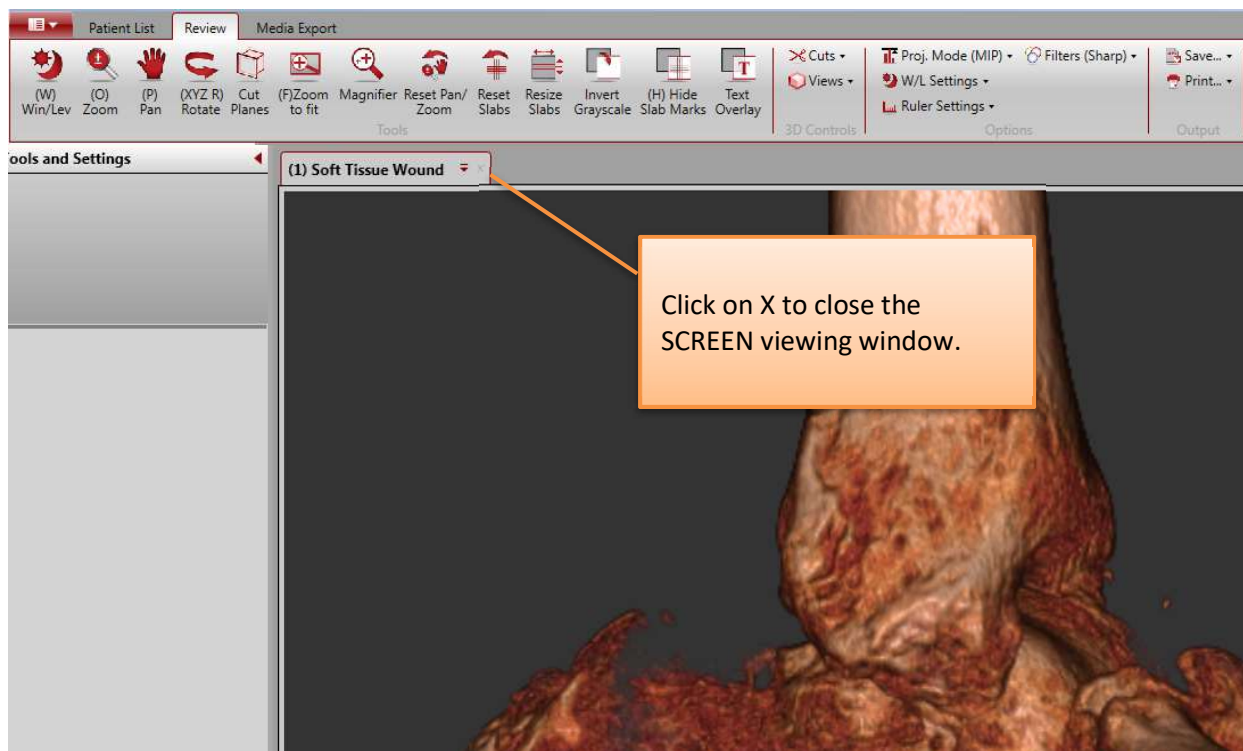 Patient List Review Media Export
(W) Win/Lev
(O) Zoom
(P) Pan
(XYZ R) Rotate
Cut Planes
(F)Zoom to fit
Magnifier
Reset Pan/ Zoom
Reset Slabs
Resize Slabs
Invert Grayscale
(H) Hide Slab Marks
Text Overlay
Tools
Cuts
Views
3D Controls
Proj. Mode (MIP) Filters (Sharp)
W/L Settings
Ruler Settings
Options
Save...
Print...
Output
ools and Settings
(1) Soft Tissue Wound x
Click on X to close the
SCREEN viewing window.